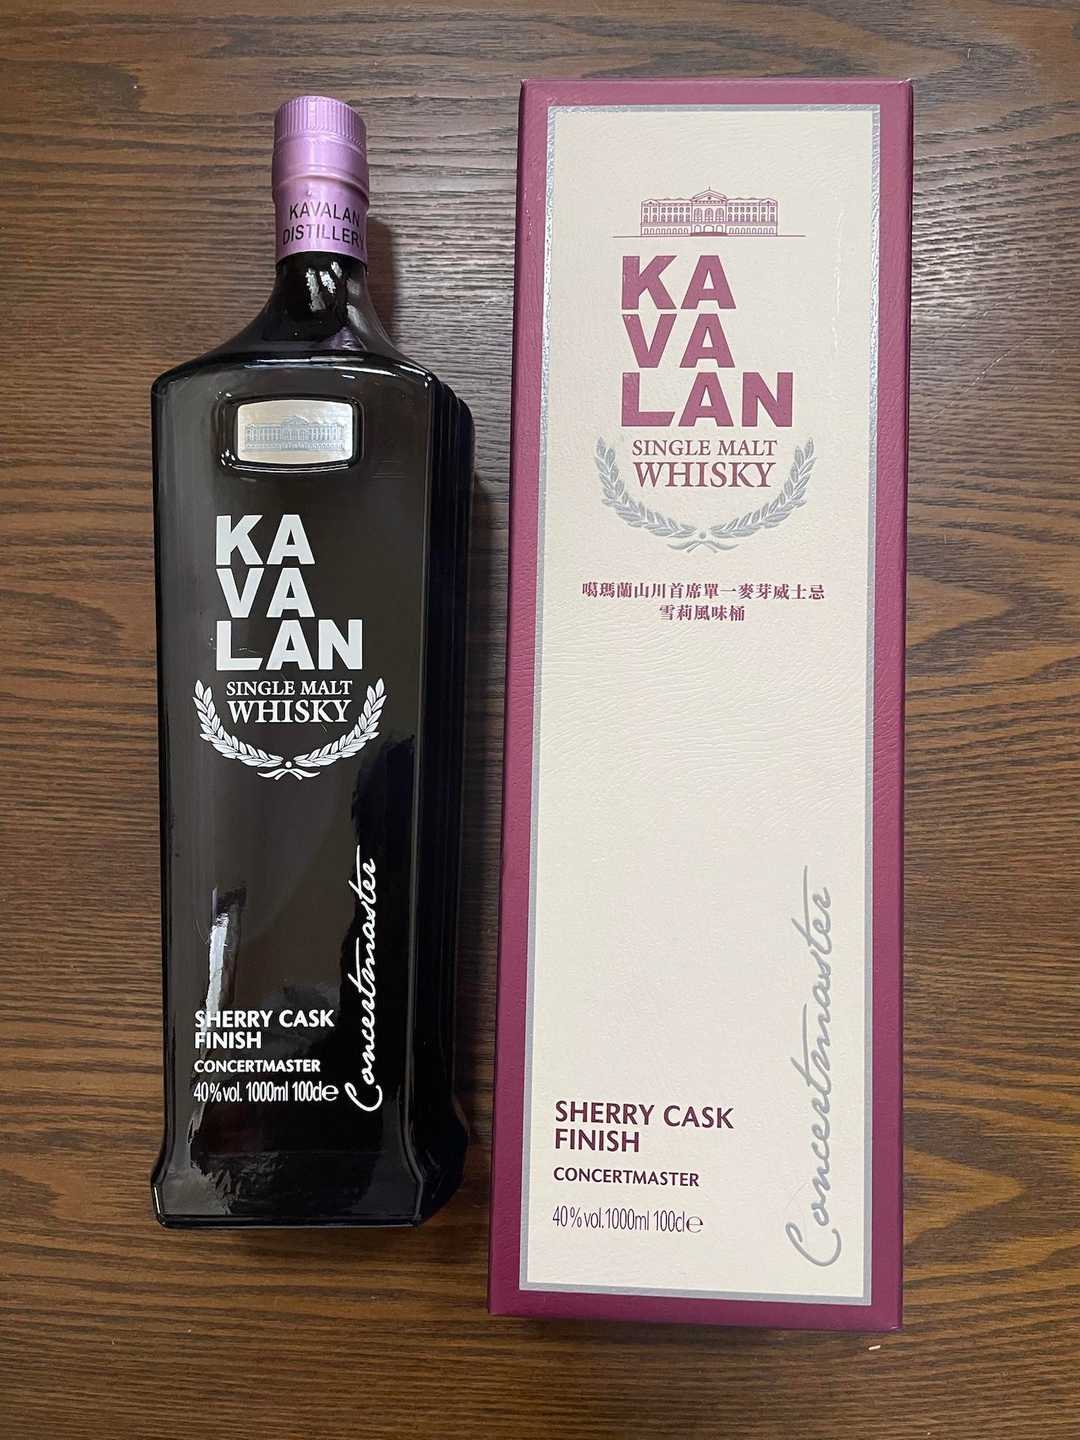 KAVALAN
DISTILLERY
KA
VA
LAN
SINGLE MALT
WHISKY
Concertmaster
SHERRY CASK
FINISH
CONCERTMASTER
40%vol. 1000ml 100cle
KA
VA
LAN
SINGLE MALT
WHISKY
噶瑪蘭山川首席單一麥芽威士忌
雪莉風味桶
Concertmaster
SHERRY CASK
FINISH
CONCERTMASTER
40%vol.1000ml 100cl℮